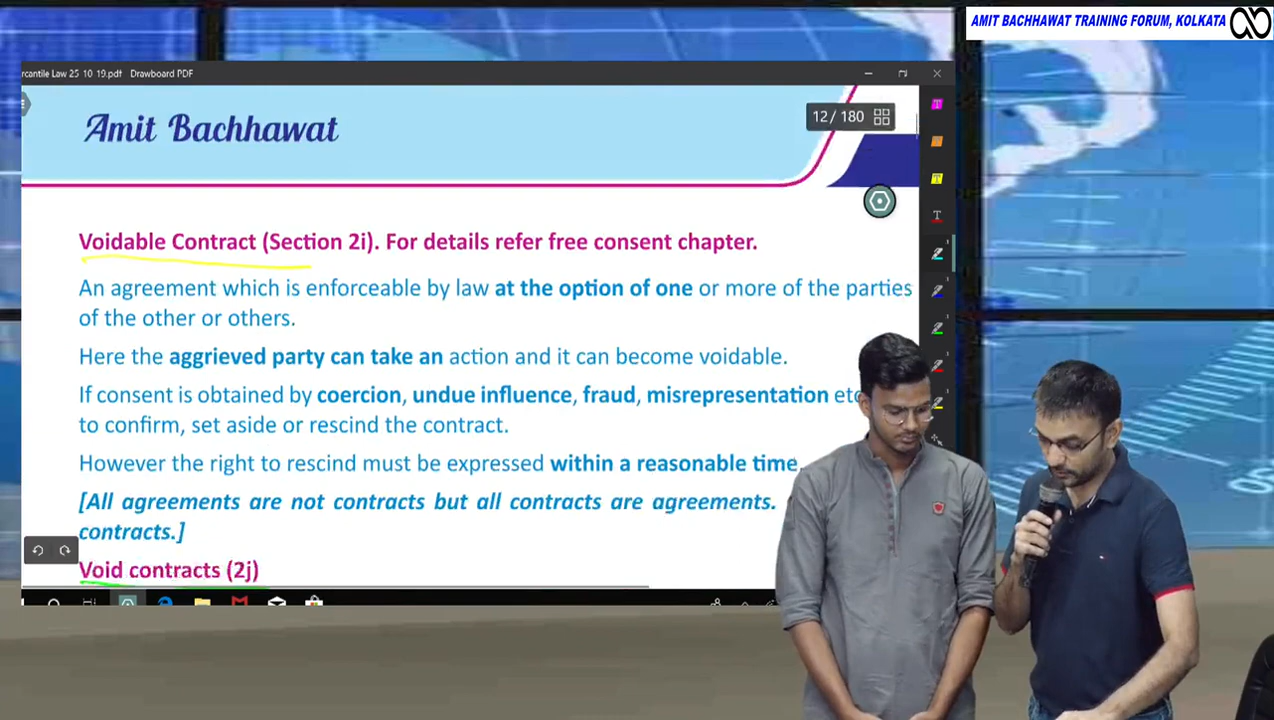 AMIT BACHHAWAT TRAINING FORUM, KOLKATA
rcantile Law 25 10 19.pdf Drawboard PDF
Amit Bachhawat
12 / 180
Voidable Contract (Section 2i). For details refer free consent chapter.
An agreement which is enforceable by law at the option of one or more of the parties
of the other or others.
Here the aggrieved party can take an action and it can become voidable.
If consent is obtained by coercion, undue influence, fraud, misrepresentation etc
to confirm, set aside or rescind the contract.
However the right to rescind must be expressed within a reasonable time.
[All agreements are not contracts but all contracts are agreements.
contracts.]
Void contracts (2j)